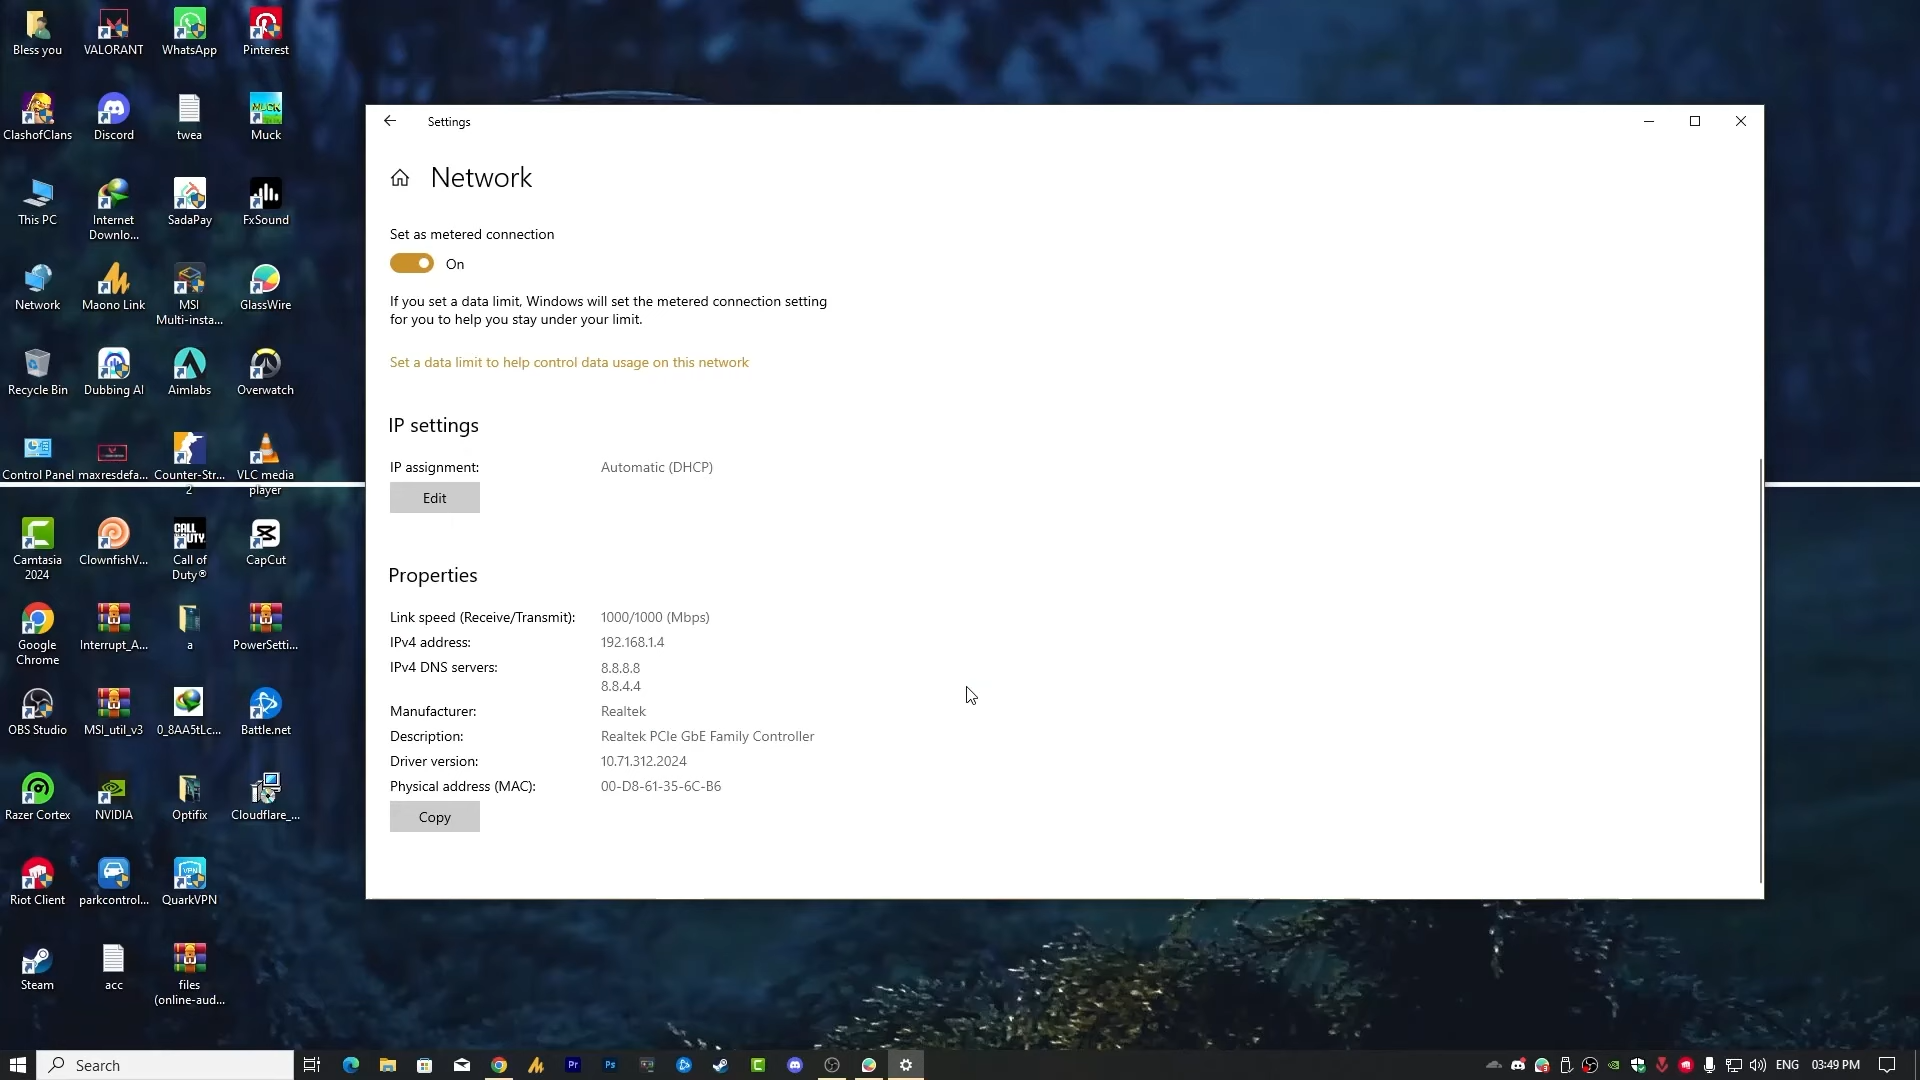 Bless you
VALORANT
WhatsApp
Pinterest
ClashofClans
Discord
twea
MUCK
Muck
This PC
Internet
Downlo...
SadaPay
FxSound
Network
Maono Link
MSI
Multi-insta...
GlassWire
Recycle Bin
Dubbing AI
Aimlabs
Overwatch
Control Panel
maxresdefa...
Counter-Str...
2
VLC media
player
Camtasia
2024
ClownfishV...
CALL OF DUTY
Call of
Duty®
CapCut
Google
Chrome
Interrupt_A...
a
PowerSetti...
OBS Studio
MSI_util_v3
0_8AA5tLc...
Battle.net
Razer Cortex
NVIDIA
Optifix
Cloudflare_...
Riot Client
parkcontrol...
VPN
QuarkVPN
Steam
acc
files
(online-aud...
Settings
Network
Set as metered connection
On
If you set a data limit, Windows will set the metered connection setting
for you to help you stay under your limit.
Set a data limit to help control data usage on this network
IP settings
IP assignment: Automatic (DHCP)
Edit
Properties
Link speed (Receive/Transmit): 1000/1000 (Mbps)
IPv4 address: 192.168.1.4
IPv4 DNS servers: 8.8.8.8
8.8.4.4
Manufacturer: Realtek
Description: Realtek PCIe GbE Family Controller
Driver version: 10.71.312.2024
Physical address (MAC): 00-D8-61-35-6C-B6
Copy
Search
Pr
Ps
ENG
03:49 PM